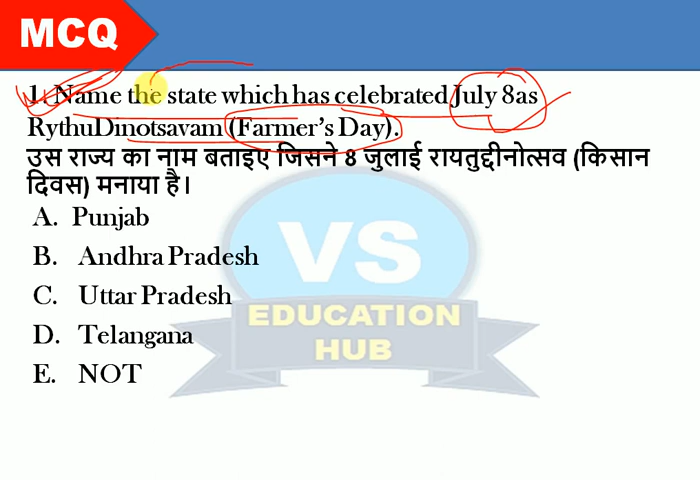 MCQ
1. Name the state which has celebrated July 8as
RythuDinotsavam (Farmer's Day).
उस राज्य का नाम बताइए जिसने 8 जुलाई रायतुद्दीनोत्सव (किसान
दिवस) मनाया है।
A. Punjab
B. Andhra Pradesh
C. Uttar Pradesh
D. Telangana
E. NOT
VS
EDUCATION
HUB